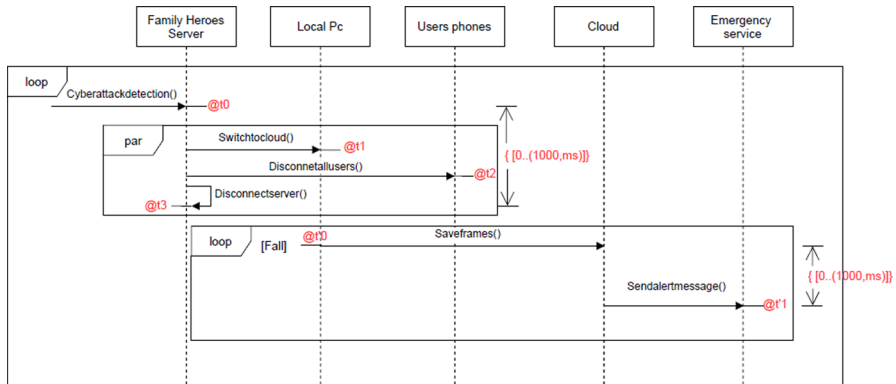 Family Heroes
Server
Local Pc
Users phones
Cloud
Emergency
service
loop
Cyberattackdetection()
@t0
par
Switchtocloud()
@t1
{ [0..(1000,ms)]}
Disconnetallusers()
@t2
Disconnectserver()
@t3
loop
[Fall]
@t'0
Saveframes()
{ [0..(1000,ms)]}
Sendalertmessage()
@t'1